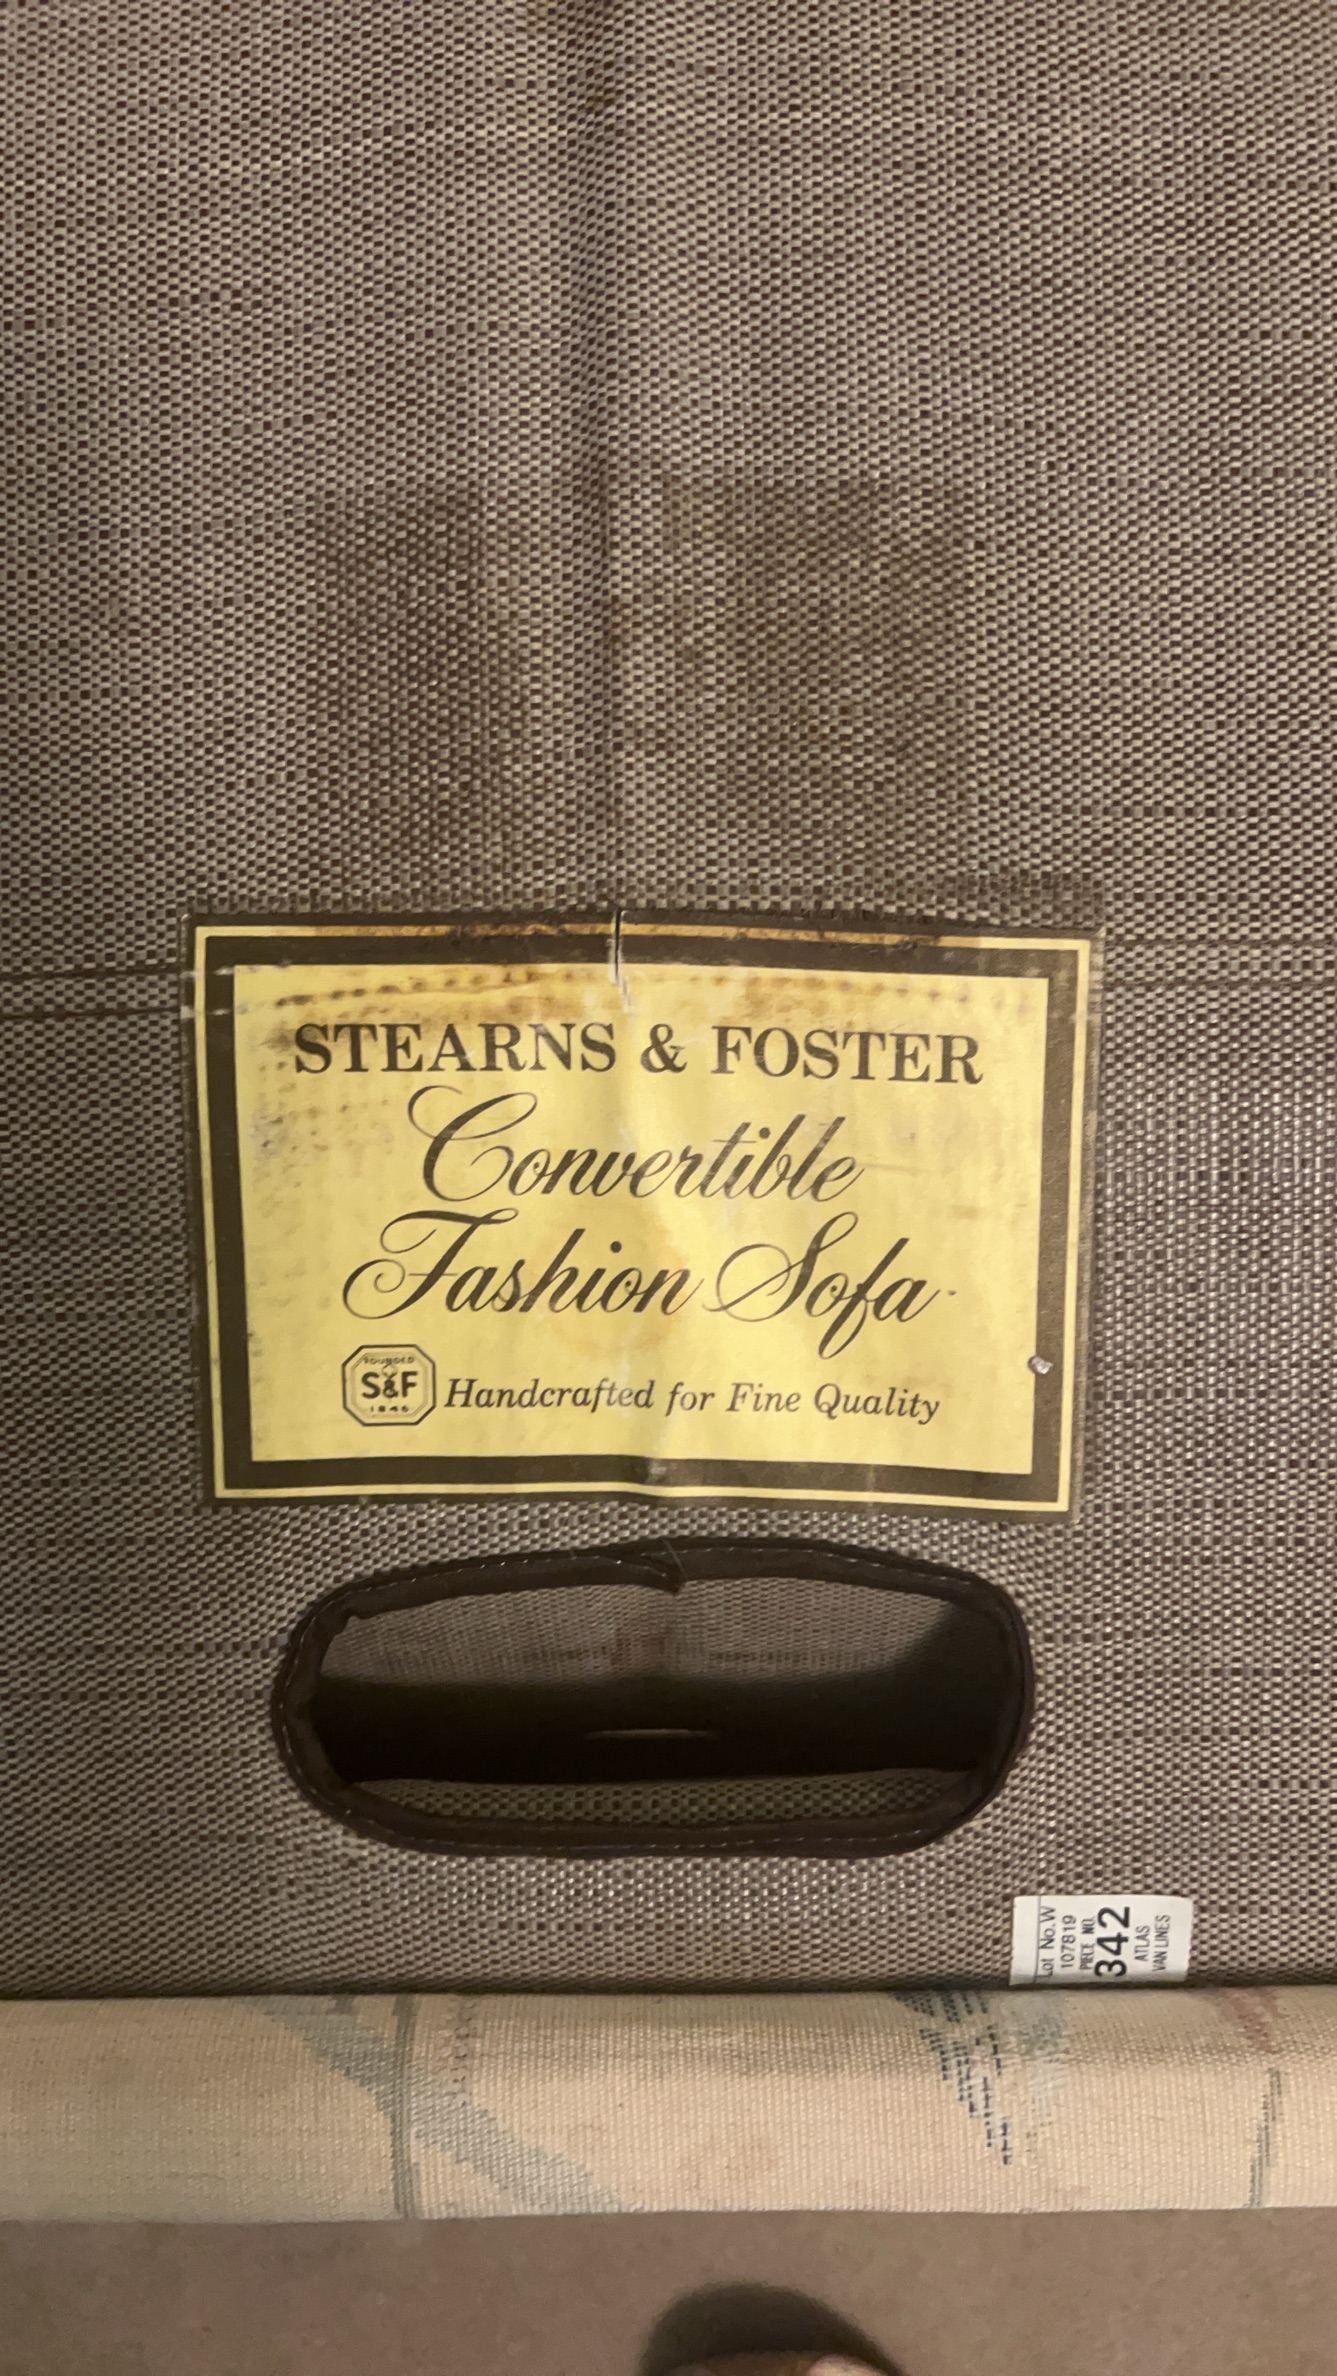 STEARNS & FOSTER
Convertible
Fashion Sofa
FOUNDED
S&F
1846
Handcrafted for Fine Quality
Lot No. W
107819
PIECE NO.
342
ATLAS
VAN LINES